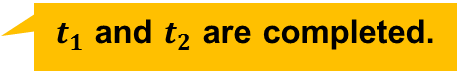 t₁ and t₂ are completed.